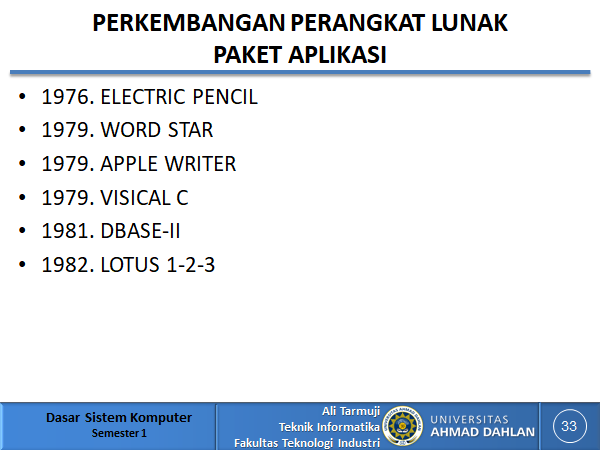 PERKEMBANGAN PERANGKAT LUNAK
PAKET APLIKASI
• 1976. ELECTRIC PENCIL
• 1979. WORD STAR
• 1979. APPLE WRITER
• 1979. VISICAL C
• 1981. DBASE-II
• 1982. LOTUS 1-2-3
Dasar Sistem Komputer
Semester 1
Ali Tarmuji
Teknik Informatika
Fakultas Teknologi Industri
UNIVERSITAS
AHMAD DAHLAN
33